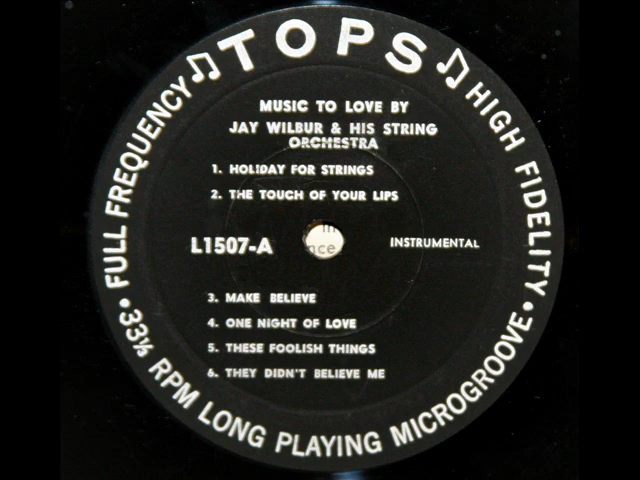 TOPS
FULL FREQUENCY
HIGH FIDELITY
MUSIC TO LOVE BY
JAY WILBUR & HIS STRING
ORCHESTRA
1. HOLIDAY FOR STRINGS
2. THE TOUCH OF YOUR LIPS
in
nce
L1507-A
INSTRUMENTAL
3. MAKE BELIEVE
4. ONE NIGHT OF LOVE
5. THESE FOOLISH THINGS
6. THEY DIDN'T BELIEVE ME
• 33⅓ RPM LONG PLAYING MICROGROOVE •